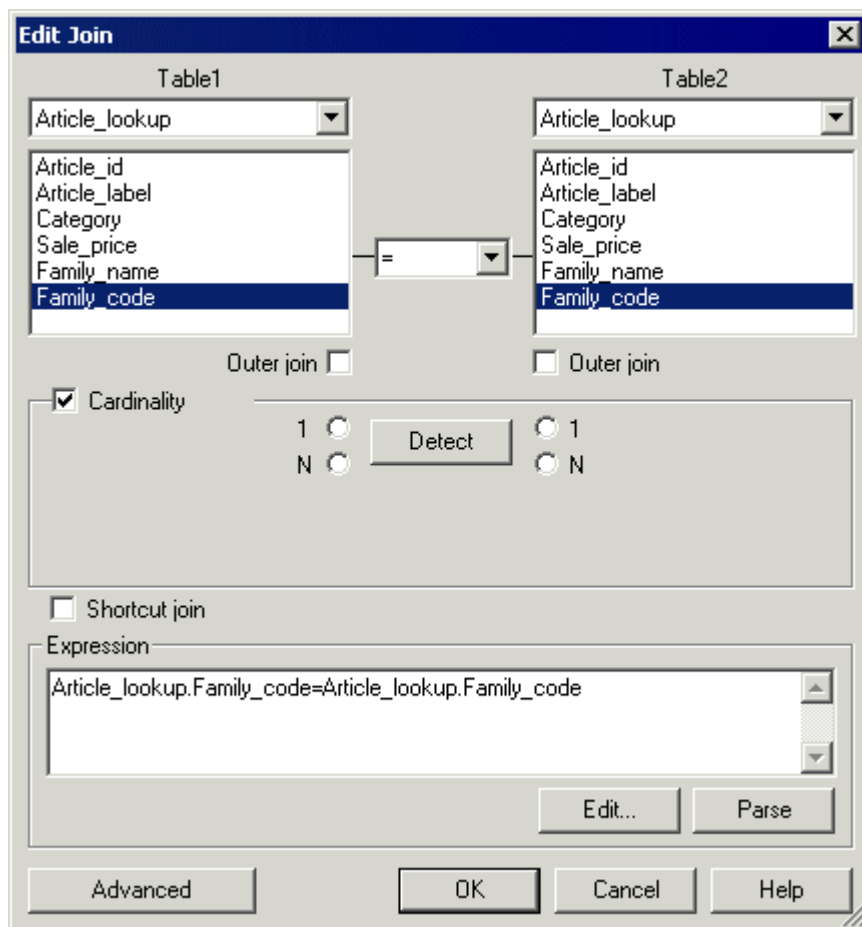 Edit Join
Table1
Table2
Article_lookup
Article_lookup
Article_id
Article_label
Category
Sale_price
Family_name
Family_code
=
Article_id
Article_label
Category
Sale_price
Family_name
Family_code
Outer join
Outer join
Cardinality
1
Detect
1
N
N
Shortcut join
Expression
Article_lookup.Family_code=Article_lookup.Family_code
Edit...
Parse
Advanced
OK
Cancel
Help